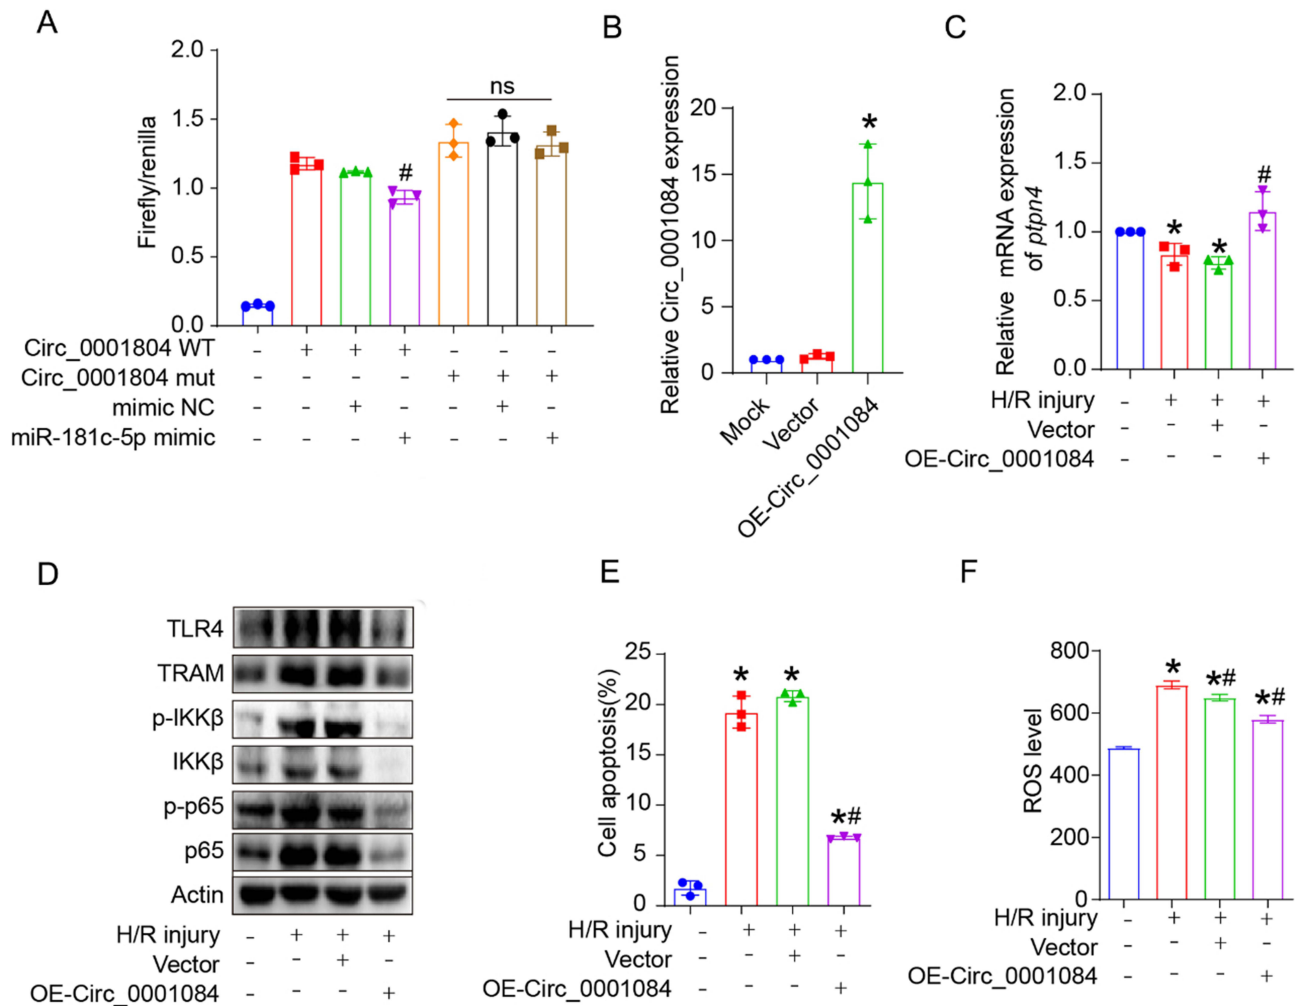 A
Firefly/renilla
2.0
1.5
1.0
0.5
0.0
#
ns
Circ_0001804 WT - + + + - - -
Circ_0001804 mut - - - - + + +
mimic NC - - + - - + -
miR-181c-5p mimic - - - + - - +
B
Relative Circ_0001084 expression
20
15
10
5
0
*
Mock
Vector
OE-Circ_0001084
C
Relative mRNA expression
of ptpn4
2.0
1.5
1.0
0.5
0.0
* * #
H/R injury - + + +
Vector - - + -
OE-Circ_0001084 - - - +
D
TLR4
TRAM
p-IKKβ
IKKβ
p-p65
p65
Actin
H/R injury - + + +
Vector - - + -
OE-Circ_0001084 - - - +
E
Cell apoptosis(%)
25
20
15
10
5
0
* * *#
H/R injury - + + +
Vector - - + -
OE-Circ_0001084 - - - +
F
ROS level
800
600
400
200
0
* *# *#
H/R injury - + + +
Vector - - + -
OE-Circ_0001084 - - - +